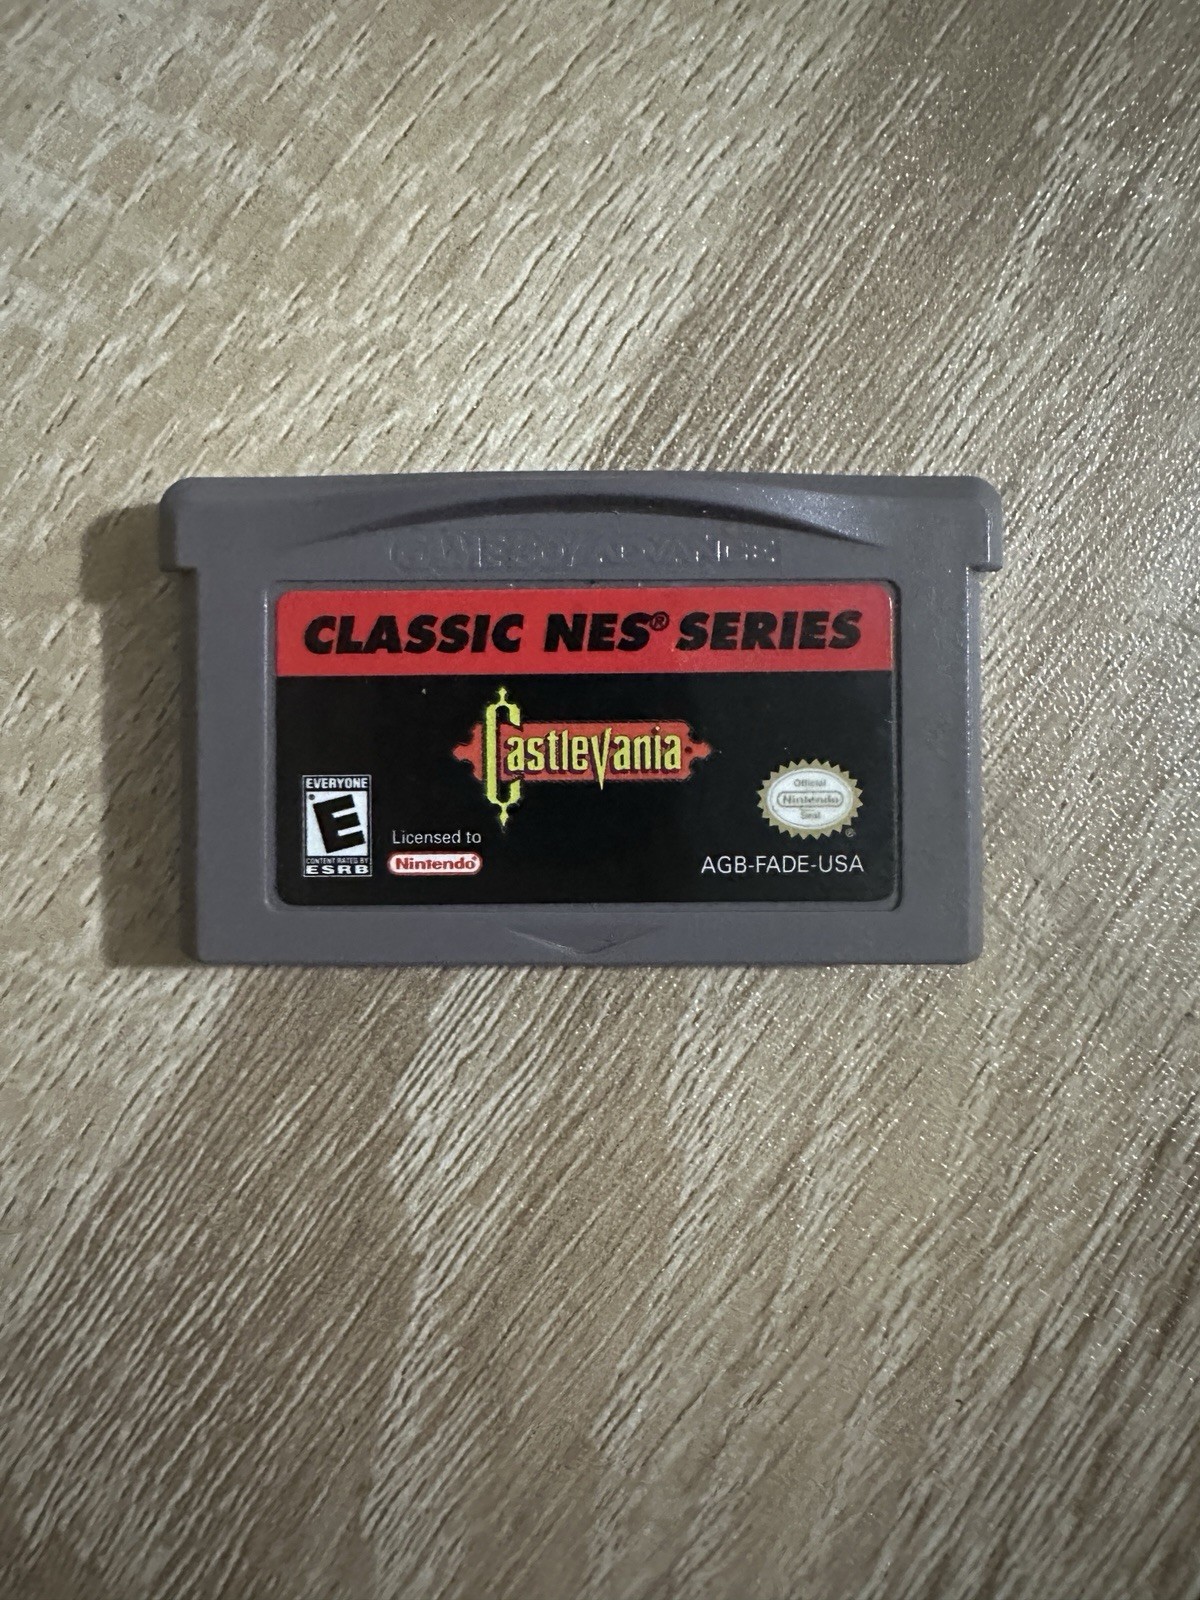 GAME BOY ADVANCE
CLASSIC NES® SERIES
Castlevania
EVERYONE
E
CONTENT RATED BY
ESRB
Licensed to
Nintendo®
Official
Nintendo
Seal
®
AGB-FADE-USA